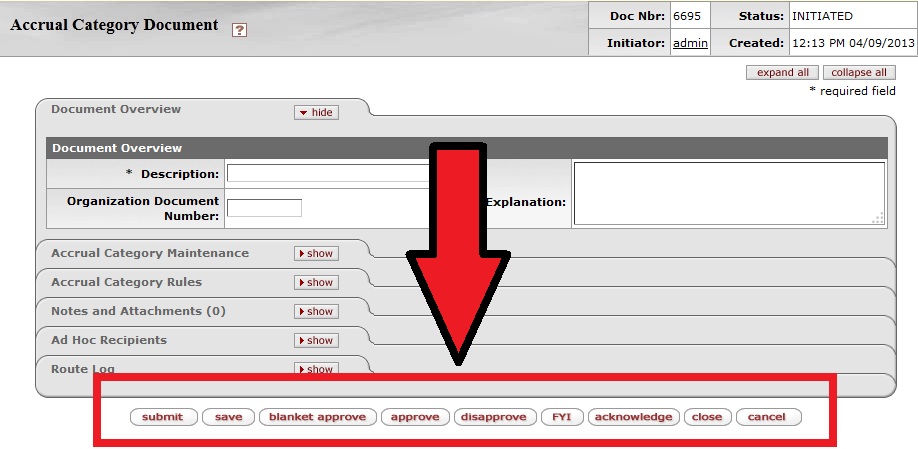 Accrual Category Document ?
Doc Nbr: 6695 Status: INITIATED
Initiator: admin Created: 12:13 PM 04/09/2013
expand all collapse all
* required field
Document Overview hide
Document Overview
* Description:
Organization Document Number:
Explanation:
Accrual Category Maintenance show
Accrual Category Rules show
Notes and Attachments (0) show
Ad Hoc Recipients show
Route Log show
submit save blanket approve approve disapprove FYI acknowledge close cancel